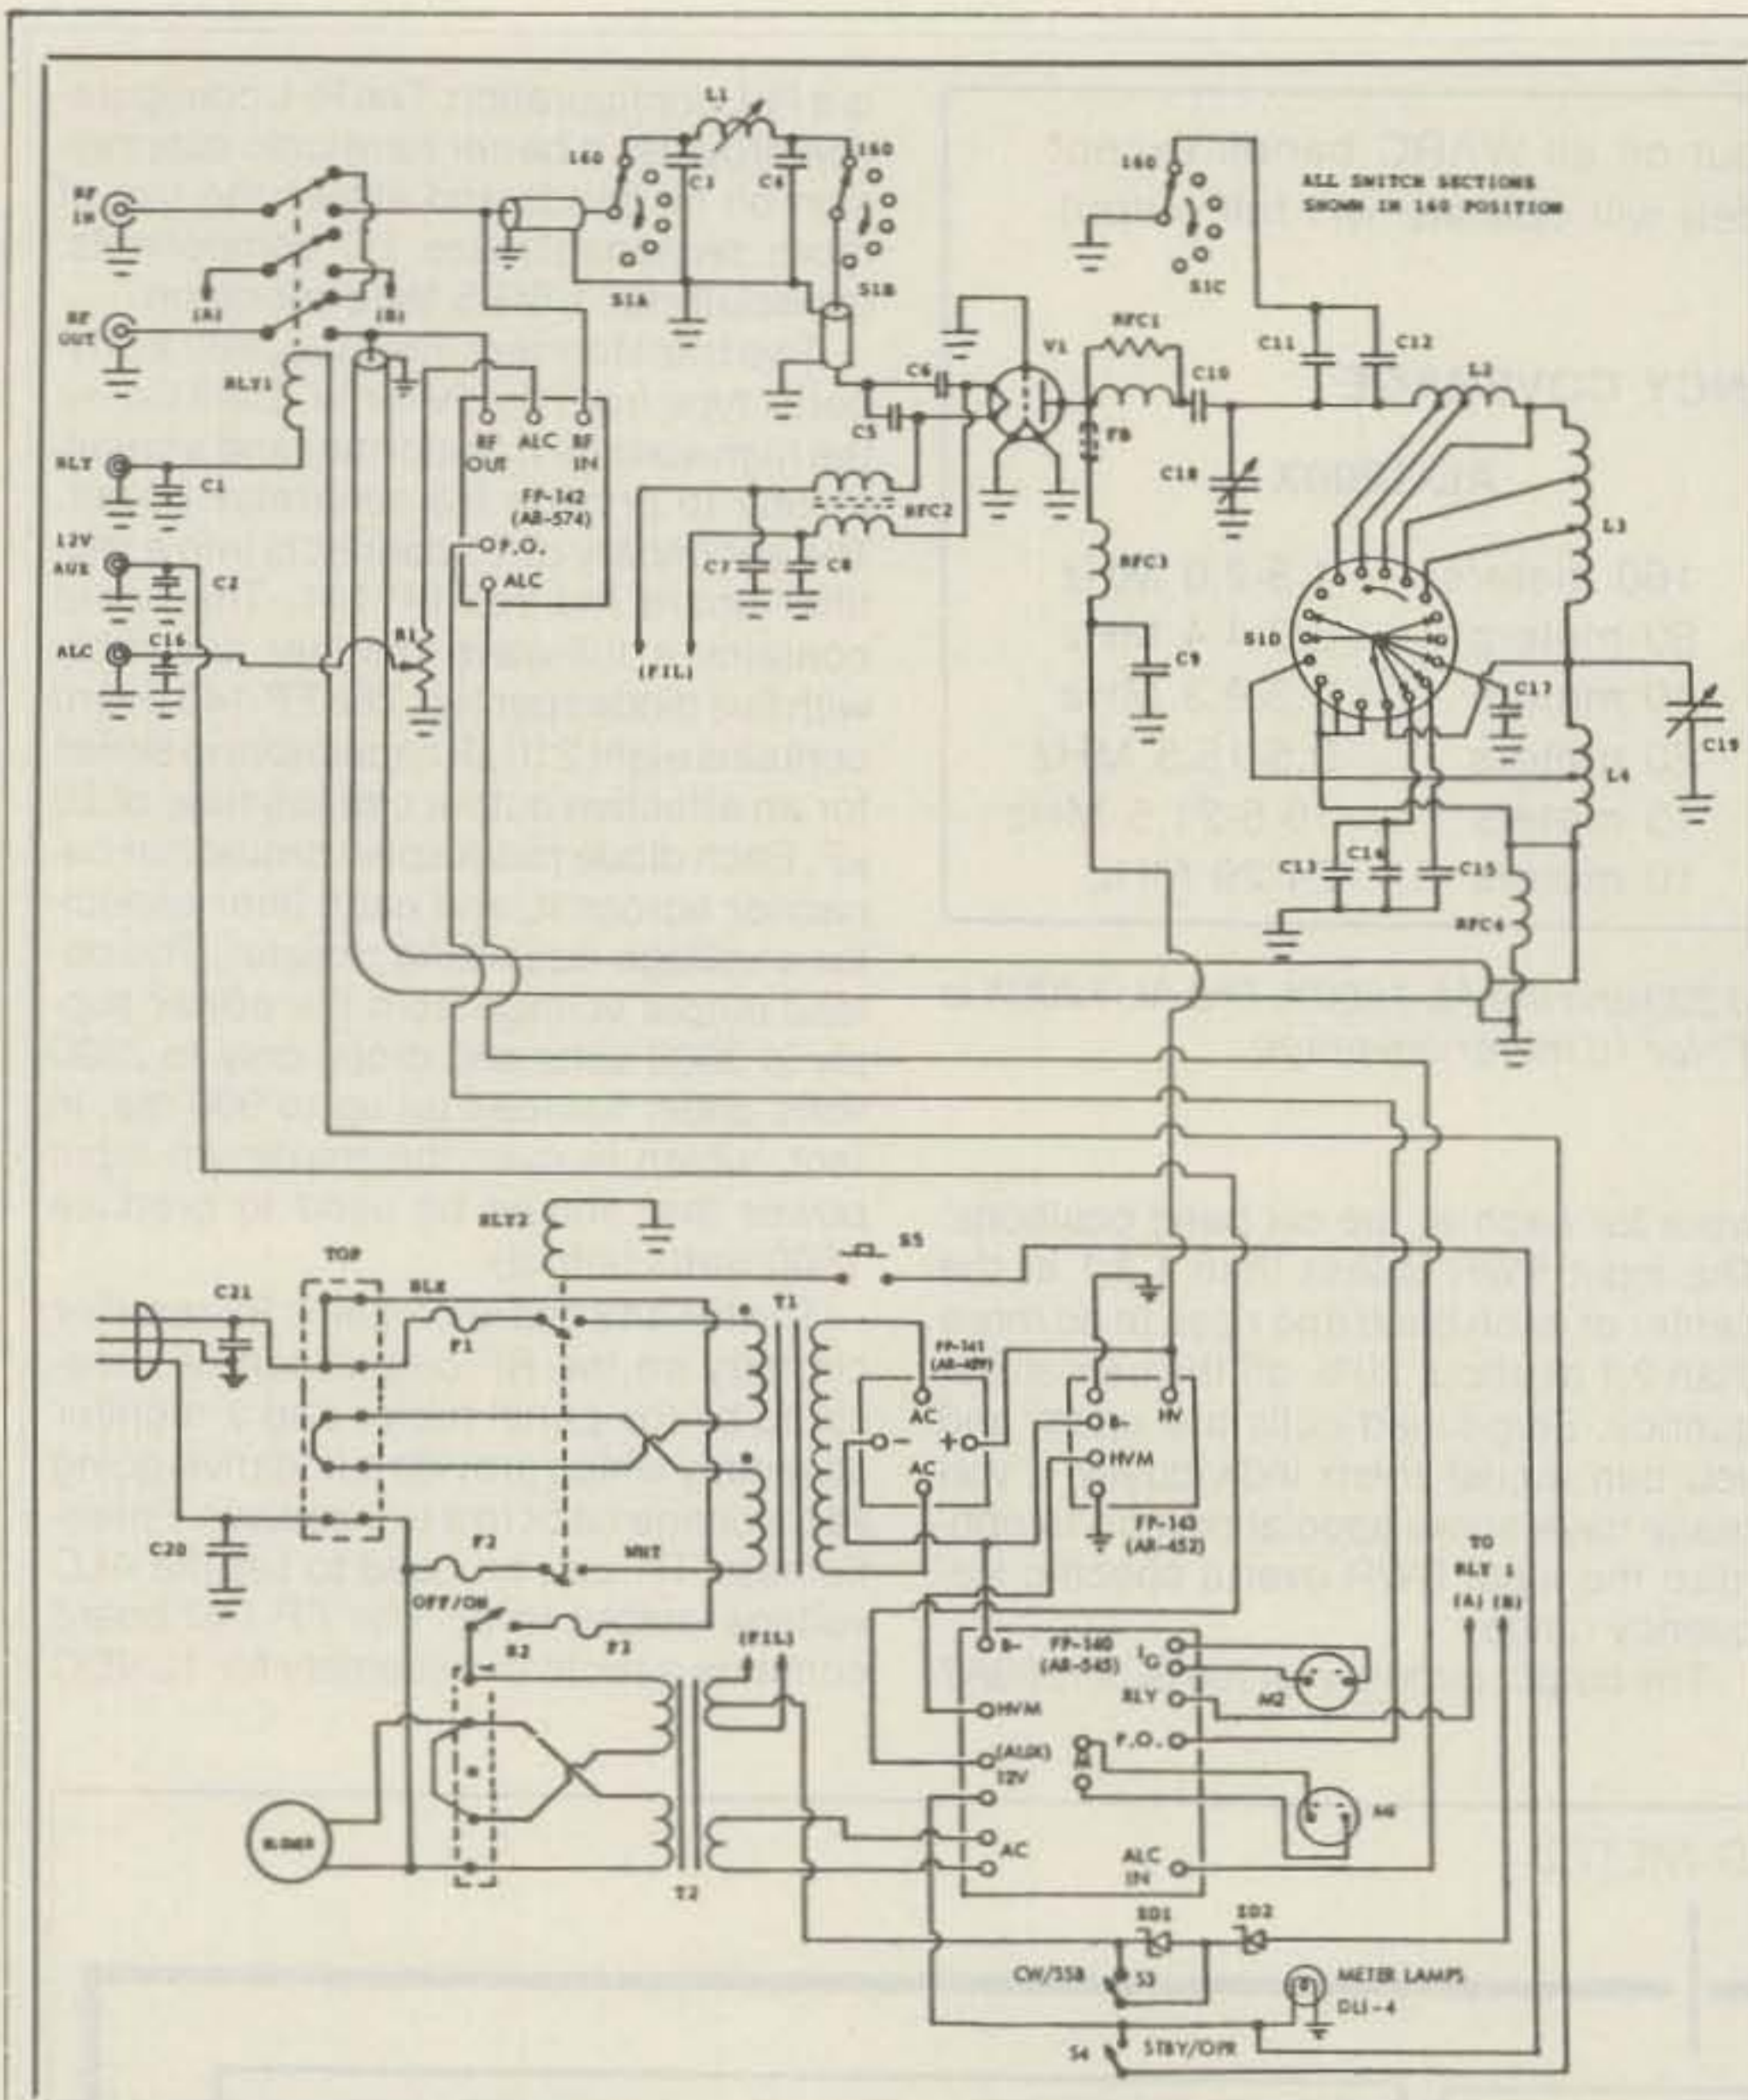 L1
160
C3
C4
160
160
ALL SWITCH SECTIONS
SHOWN IN 160 POSITION
RF
IN
S1A
S1B
S1C
(A)
(B)
RF
OUT
RLY1
RFC1
V1
C11
C12
C6
C10
L2
C5
FB
RF
OUT
ALC
RF
IN
C18
RLY
C1
FP-142
(AR-574)
RFC2
L3
12V
AUX
C2
P.O.
ALC
C7
C8
RFC3
S1D
ALC
C16
R1
(FIL)
C9
C17
C19
L4
C13
C14
C15
RFC4
RLY2
S5
TOP
BLK
C21
T1
F1
FP-141
(AR-489)
AC
-
+
AC
B-
HV
HVM
FP-143
(AR-452)
C20
F2
WHT
OFF/ON
S2
F3
(FIL)
TO
RLY 1
(A) (B)
B-
FP-140
(AR-545)
IG
M2
RLY
HVM
P.O.
(AUX)
12V
BLOWER
AC
ALC
IN
T2
SD1
SD2
CW/SSB
S3
METER LAMPS
DL1-4
S4
STBY/OPR